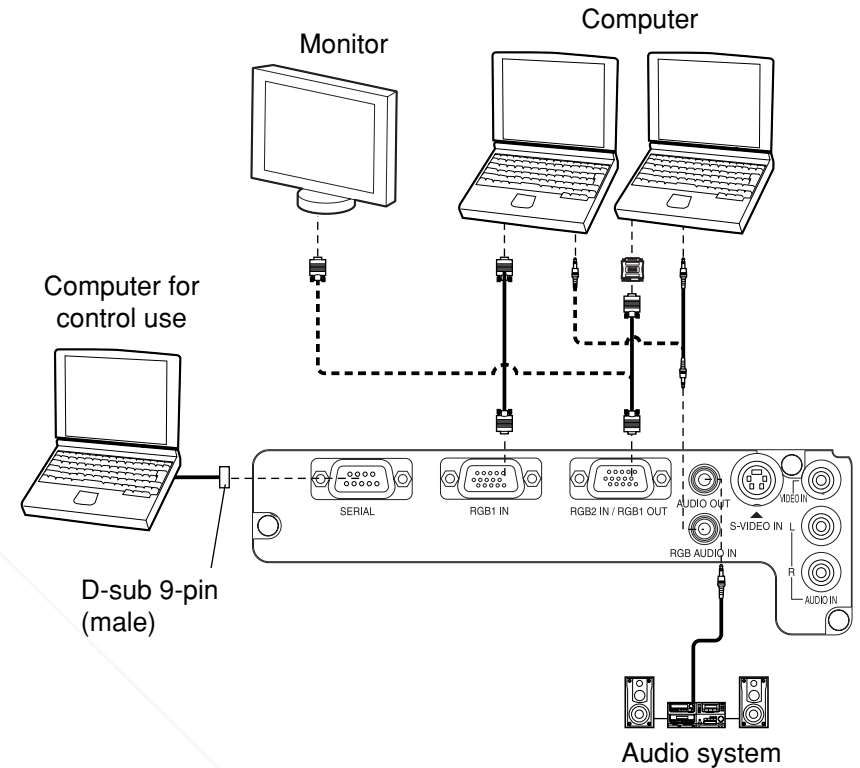 Computer
Monitor
Computer for
control use
SERIAL
RGB1 IN
RGB2 IN / RGB1 OUT
AUDIO OUT
RGB AUDIO IN
S-VIDEO IN
VIDEO IN
L
R
AUDIO IN
D-sub 9-pin
(male)
Audio system